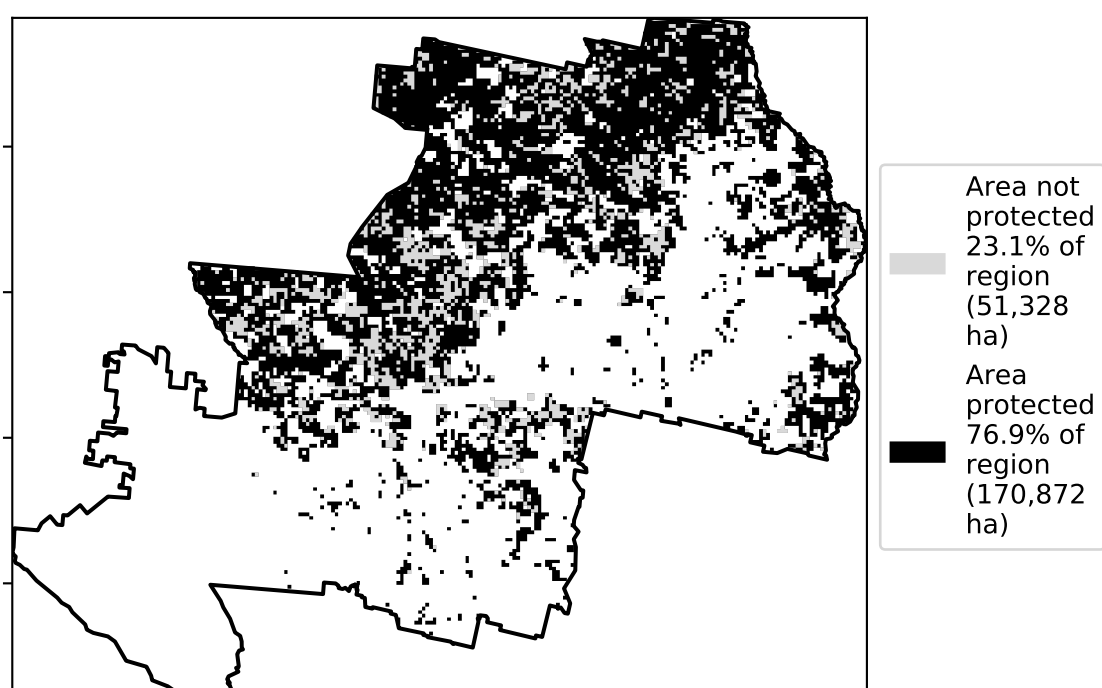 Area not
protected
23.1% of
region
(51,328
ha)
Area
protected
76.9% of
region
(170,872
ha)